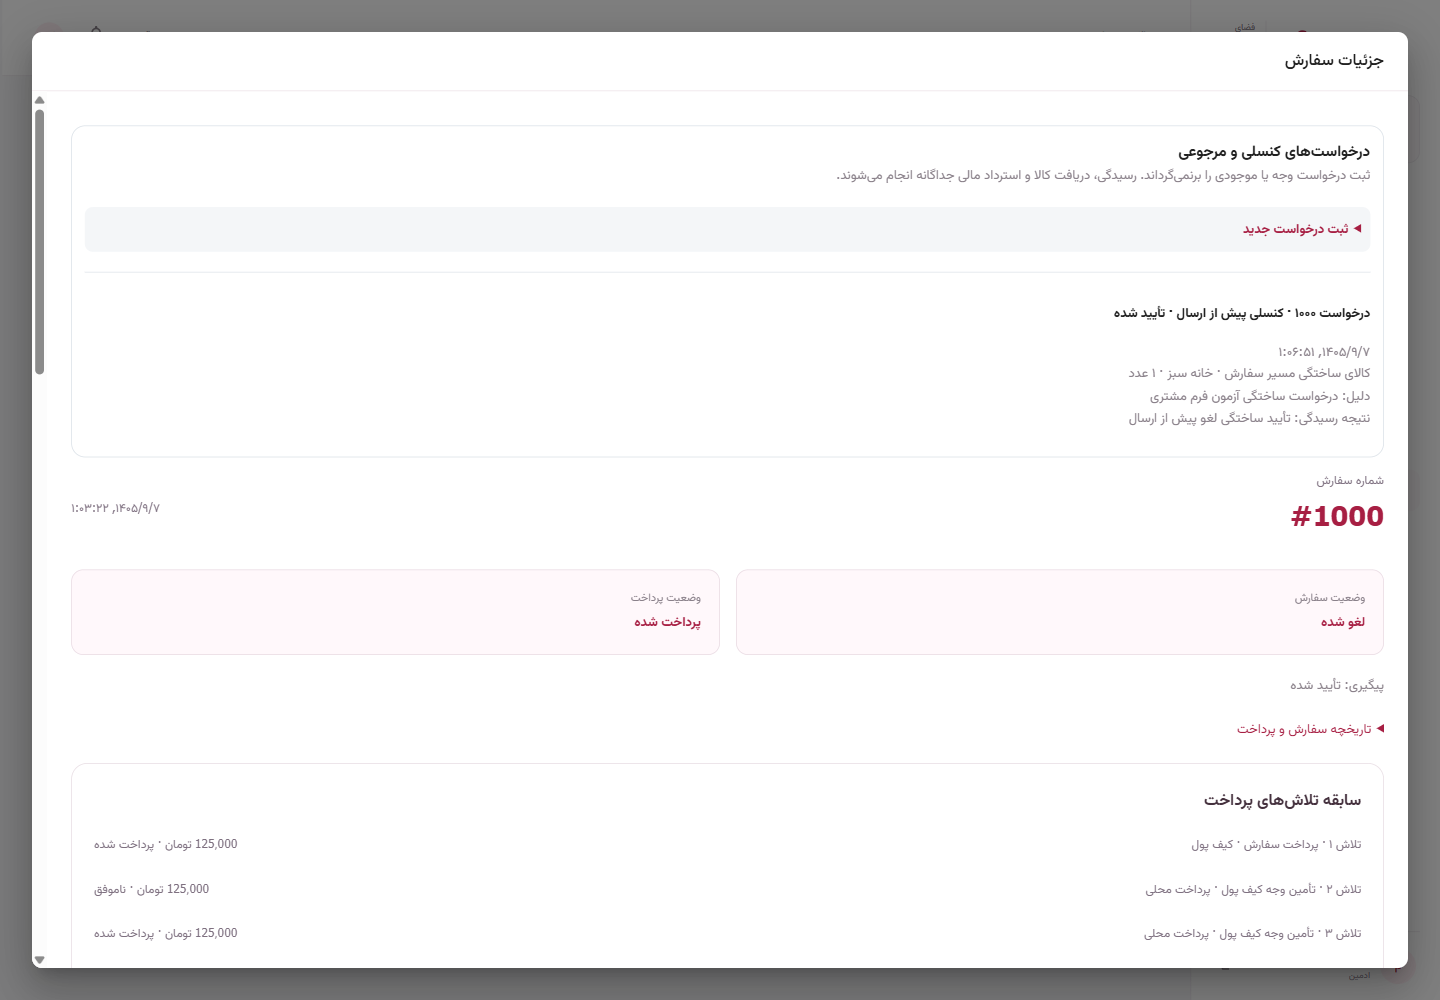 فضای
جزئیات سفارش
درخواست‌های کنسلی و مرجوعی
ثبت درخواست وجه یا موجودی را برنمی‌گرداند. رسیدگی، دریافت کالا و استرداد مالی جداگانه انجام می‌شوند.
ثبت درخواست جدید
درخواست ۱۰۰۰ · کنسلی پیش از ارسال · تأیید شده
۱۴۰۵/۹/۷, ۱:۰۶:۵۱
کالای ساختگی مسیر سفارش · خانه سبز · ۱ عدد
دلیل: درخواست ساختگی آزمون فرم مشتری
نتیجه رسیدگی: تأیید ساختگی لغو پیش از ارسال
شماره سفارش
#1000
۱۴۰۵/۹/۷, ۱:۰۳:۲۲
وضعیت سفارش
لغو شده
وضعیت پرداخت
پرداخت شده
پیگیری: تأیید شده
تاریخچه سفارش و پرداخت
سابقه تلاش‌های پرداخت
تلاش ۱ · پرداخت سفارش · کیف پول
125,000 تومان · پرداخت شده
تلاش ۲ · تأمین وجه کیف پول · پرداخت محلی
125,000 تومان · ناموفق
تلاش ۳ · تأمین وجه کیف پول · پرداخت محلی
125,000 تومان · پرداخت شده
ادمین